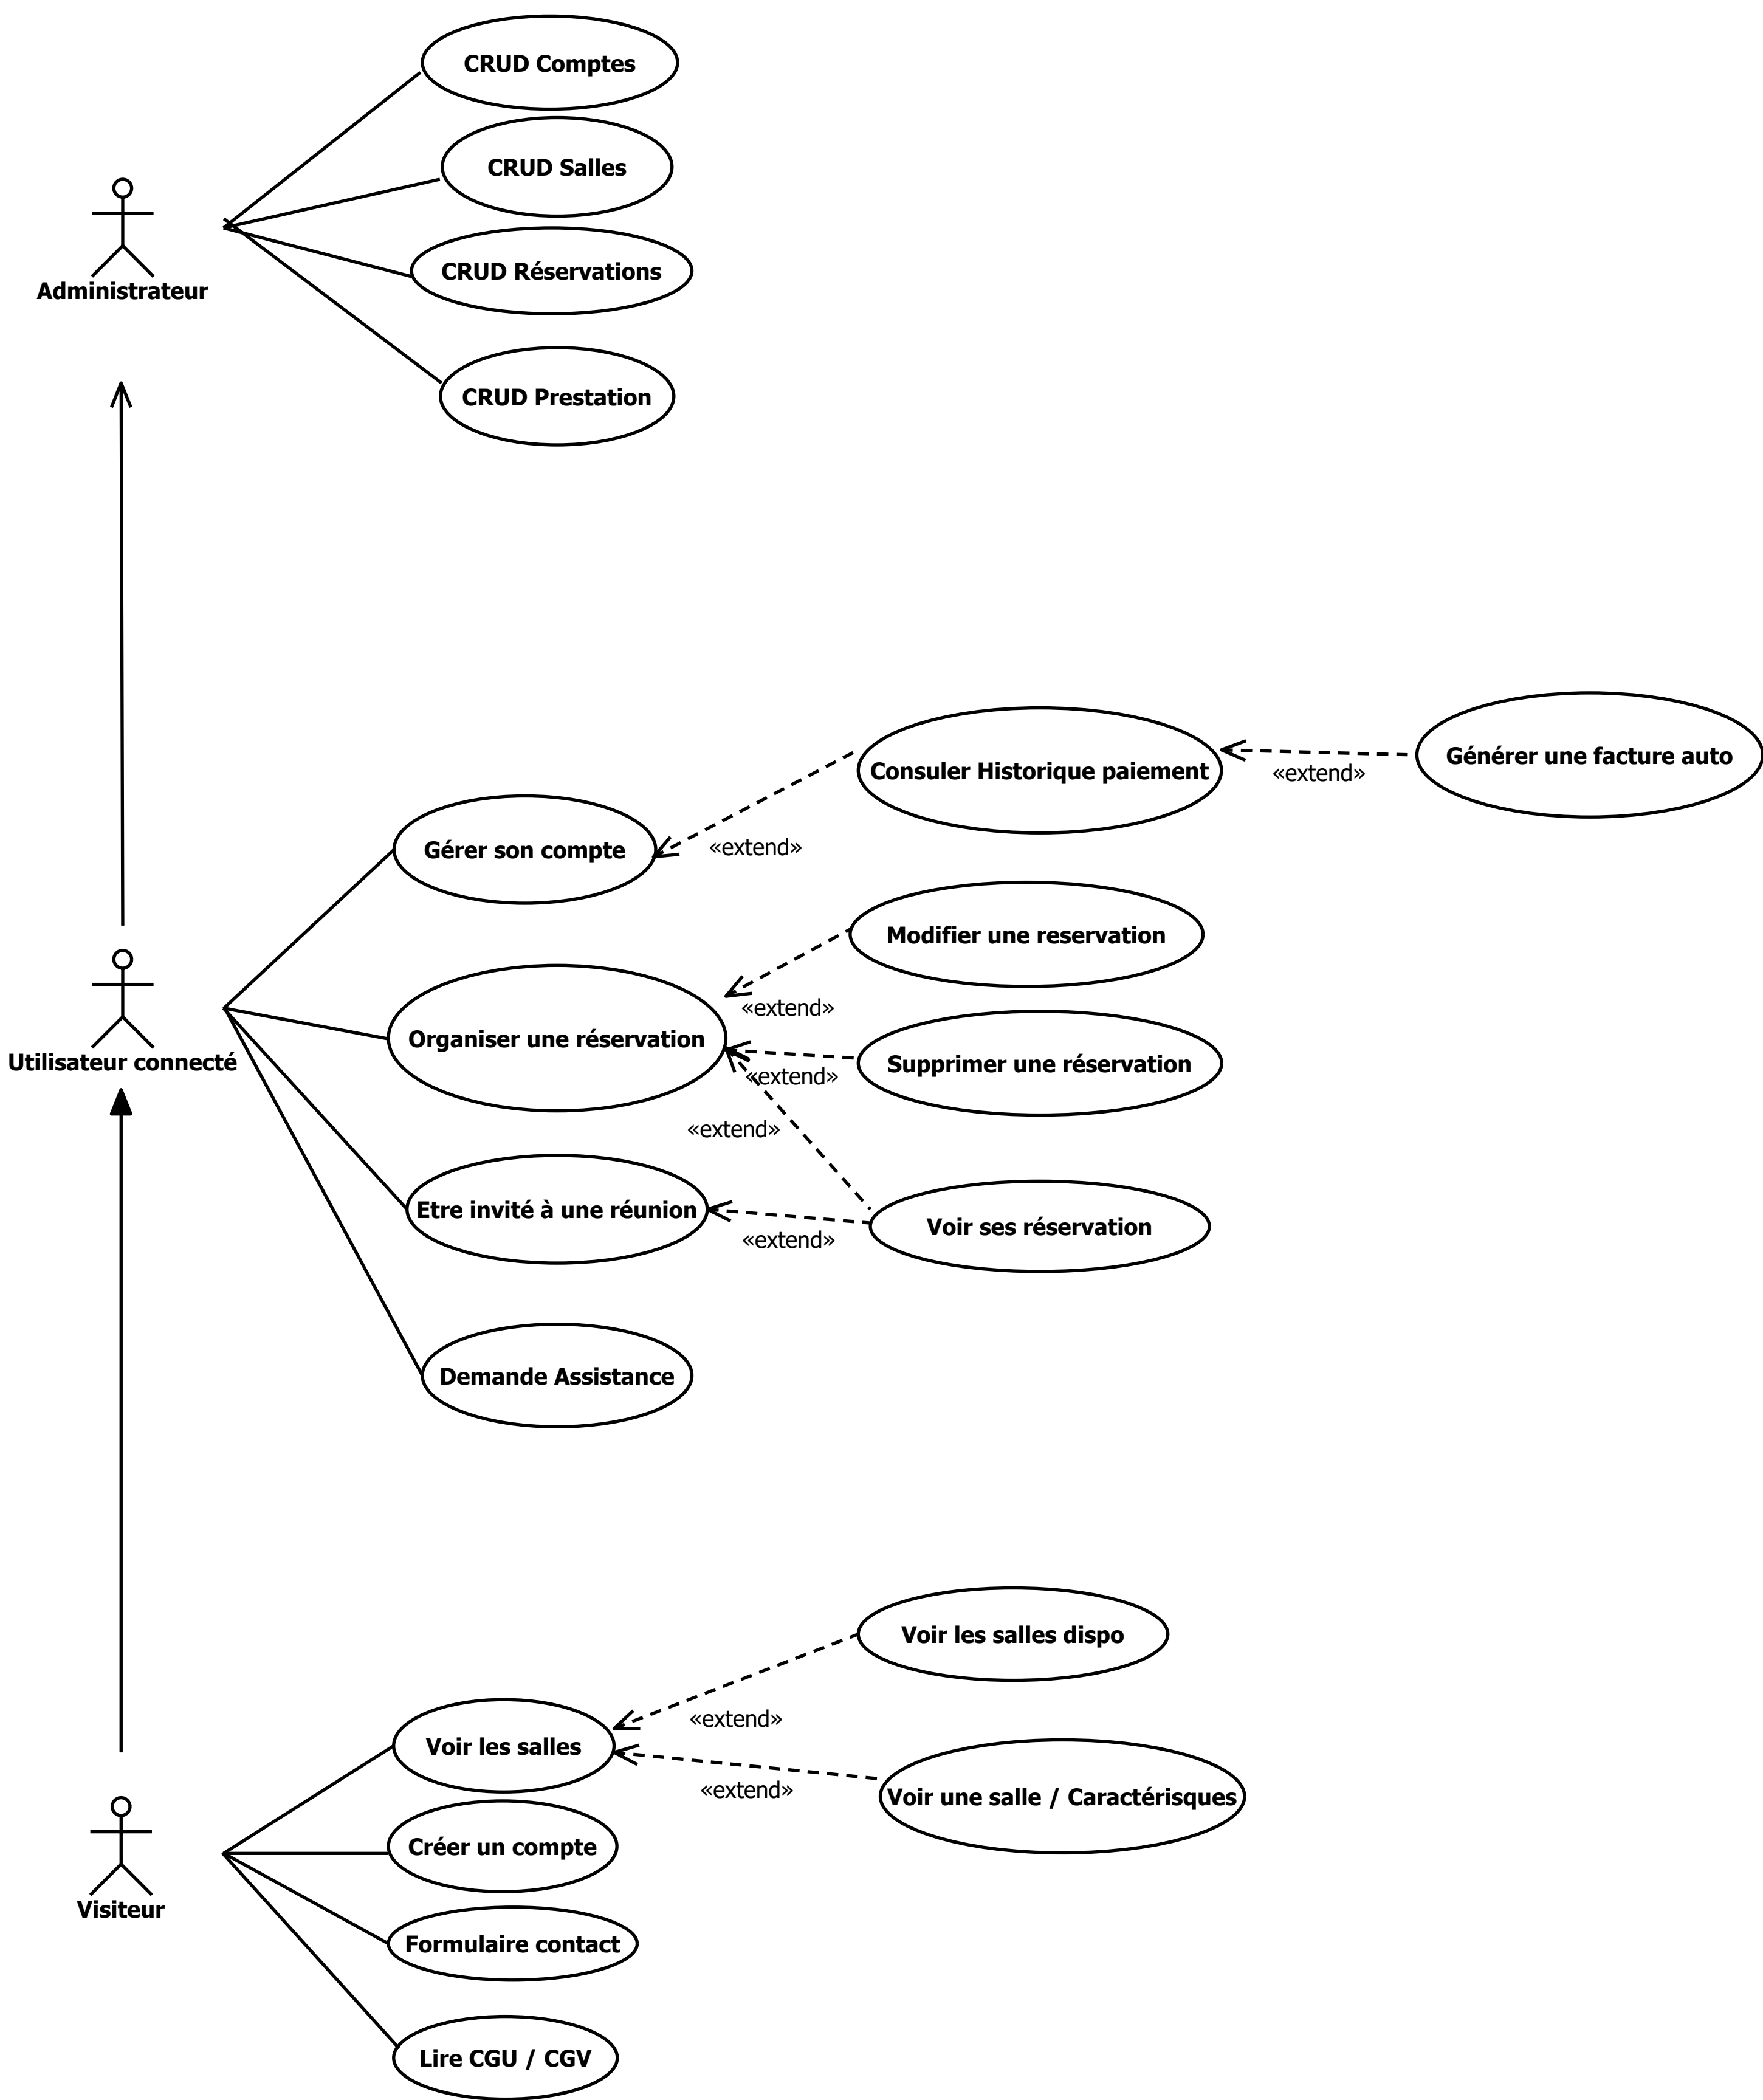 CRUD Comptes
CRUD Salles
CRUD Réservations
Administrateur
CRUD Prestation
Générer une facture auto
Consuler Historique paiement
«extend»
Gérer son compte
«extend»
Modifier une reservation
«extend»
Organiser une réservation
Utilisateur connecté
Supprimer une réservation
«extend»
«extend»
Etre invité à une réunion
Voir ses réservation
«extend»
Demande Assistance
Voir les salles dispo
«extend»
Voir les salles
«extend»
Voir une salle / Caractérisques
Créer un compte
Visiteur
Formulaire contact
Lire CGU / CGV